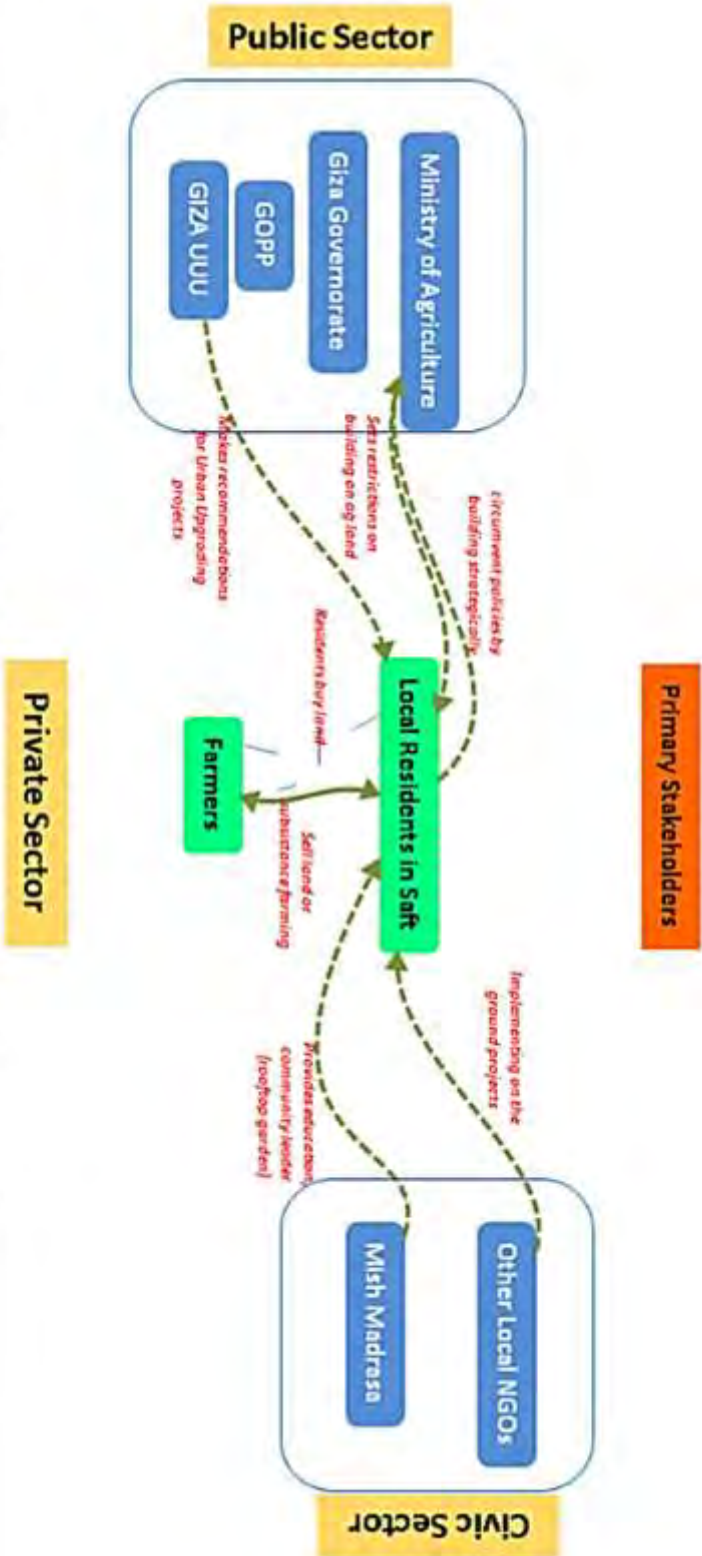 Primary Stakeholders
Public Sector
Ministry of Agriculture
Giza Governorate
GOPP
GIZA UUU
circumvent policies by
building strategically
Sets restrictions on
building on ag land
Makes recommendations
for Urban Upgrading
projects
Local Residents in Saft
Residents buy land
Farmers
Sell land or
subsistance farming
Implementing on the
ground projects
Provides education,
community leader
(rooftop garden)
Other Local NGOs
Mish Madrasa
Civic Sector
Private Sector